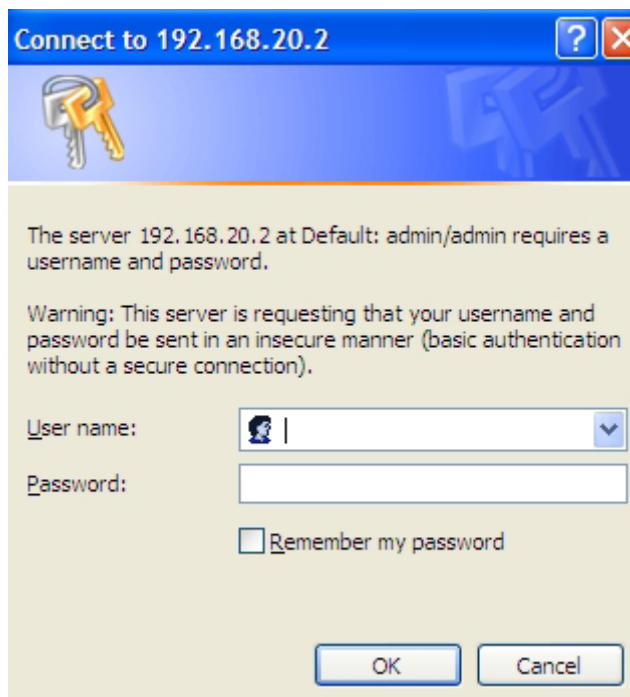 Connect to 192.168.20.2
The server 192.168.20.2 at Default: admin/admin requires a
username and password.
Warning: This server is requesting that your username and
password be sent in an insecure manner (basic authentication
without a secure connection).
User name:
Password:
Remember my password
OK
Cancel